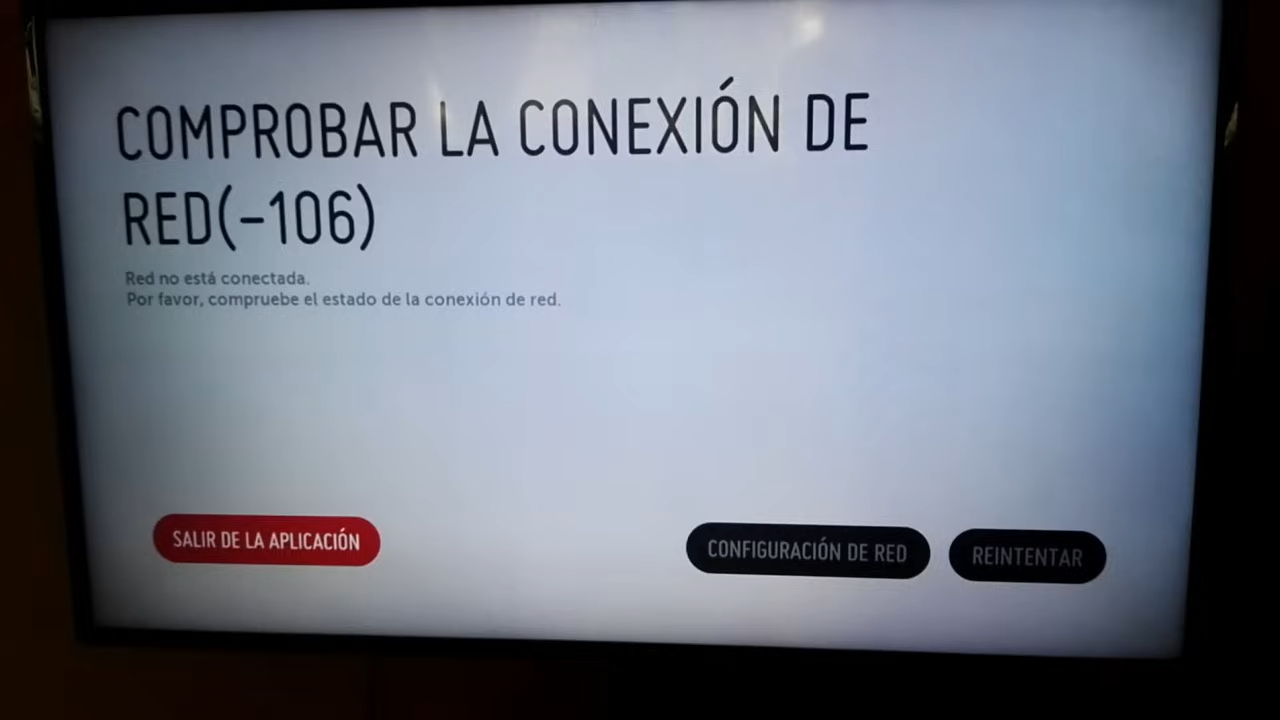 COMPROBAR LA CONEXIÓN DE
RED(-106)
Red no está conectada.
Por favor, compruebe el estado de la conexión de red.
SALIR DE LA APLICACIÓN
CONFIGURACIÓN DE RED
REINTENTAR